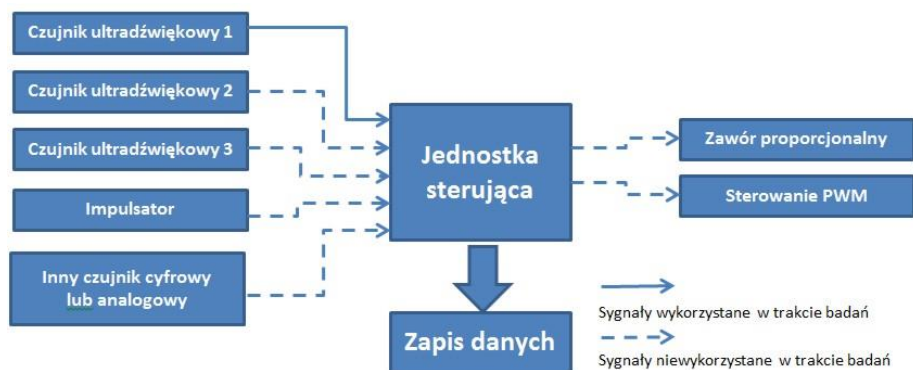 Czujnik ultradźwiękowy 1
Czujnik ultradźwiękowy 2
Czujnik ultradźwiękowy 3
Impulsator
Inny czujnik cyfrowy
lub analogowy
Jednostka
sterująca
Zapis danych
Zawór proporcjonalny
Sterowanie PWM
Sygnały wykorzystane w trakcie badań
Sygnały niewykorzystane w trakcie badań